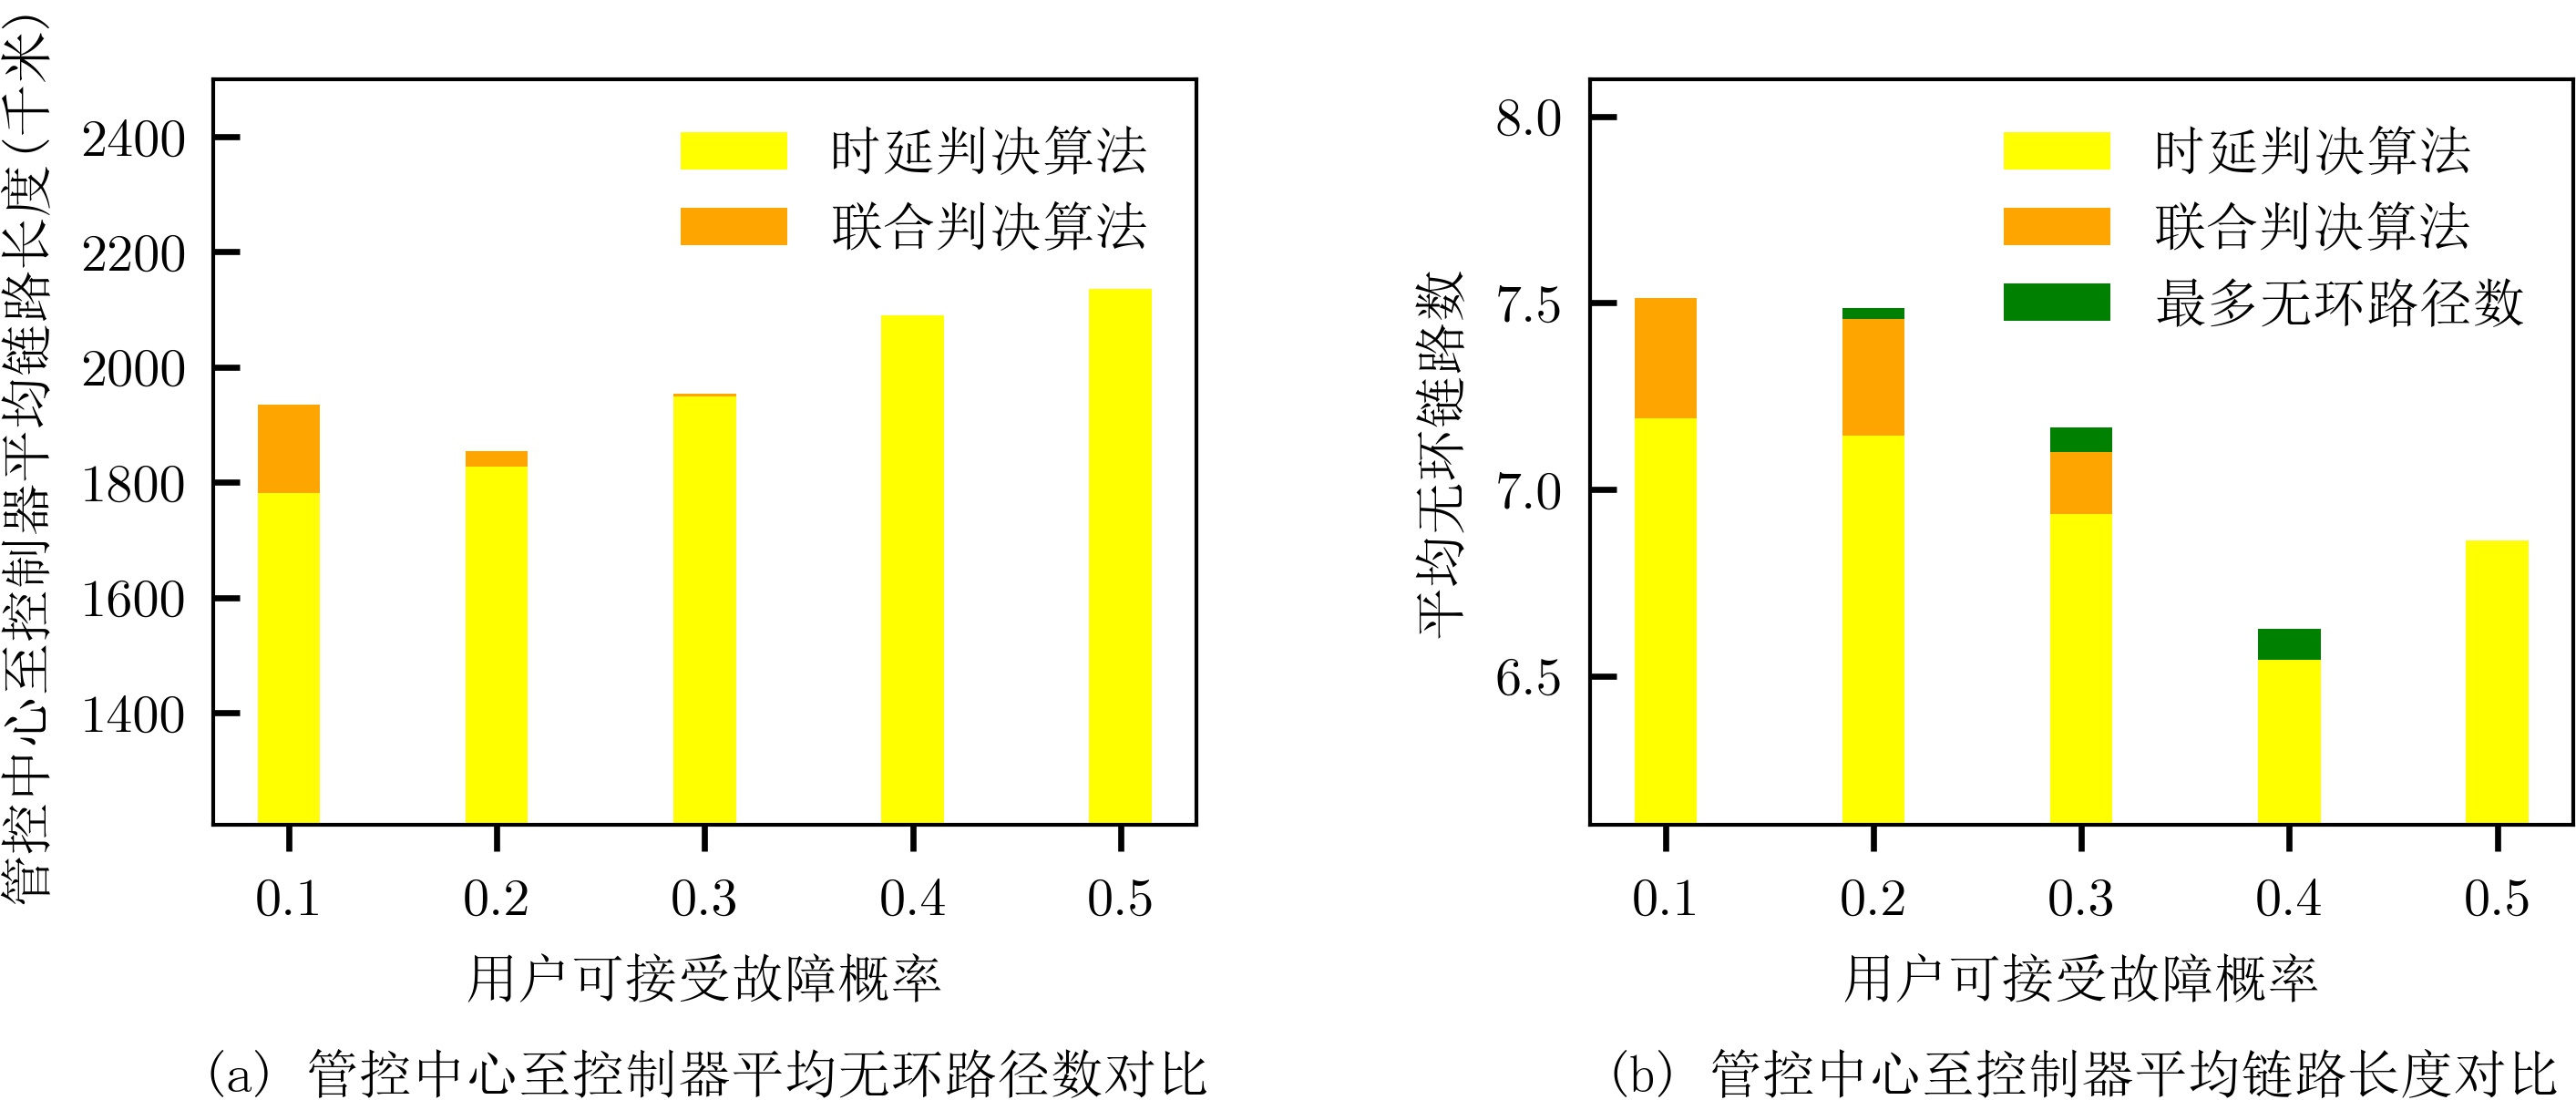 管控中心至控制器平均链路长度(千米)
2400
2200
2000
1800
1600
1400
时延判决算法
联合判决算法
0.1 0.2 0.3 0.4 0.5
用户可接受故障概率
(a) 管控中心至控制器平均无环路径数对比
平均无环链路数
8.0
7.5
7.0
6.5
时延判决算法
联合判决算法
最多无环路径数
0.1 0.2 0.3 0.4 0.5
用户可接受故障概率
(b) 管控中心至控制器平均链路长度对比